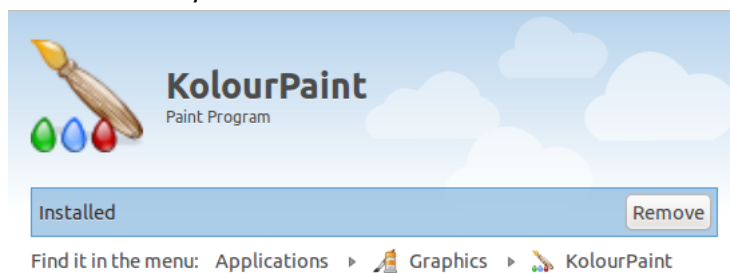 KolourPaint
Paint Program
Installed Remove
Find it in the menu: Applications Graphics KolourPaint